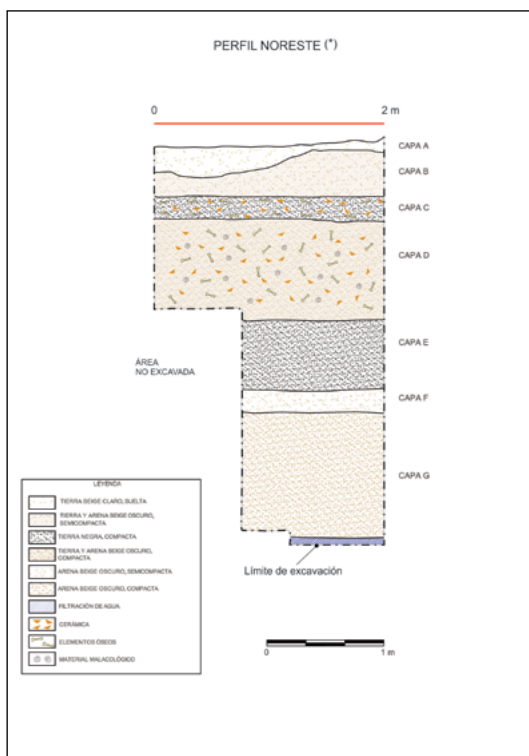 PERFIL NORESTE (*)
0 2 m
CAPA A
CAPA B
CAPA C
CAPA D
CAPA E
ÁREA
NO EXCAVADA
CAPA F
CAPA G
LEYENDA
TIERRA BEIGE CLARO, SUELTA
TIERRA Y ARENA BEIGE OSCURO,
SEMICOMPACTA
TIERRA NEGRA, COMPACTA
TIERRA Y ARENA BEIGE OSCURO,
COMPACTA
ARENA BEIGE OSCURO, SEMICOMPACTA
ARENA BEIGE OSCURO, COMPACTA
FILTRACIÓN DE AGUA
CERÁMICA
ELEMENTOS ÓSEOS
MATERIAL MALACOLÓGICO
Límite de excavación
0 1 m